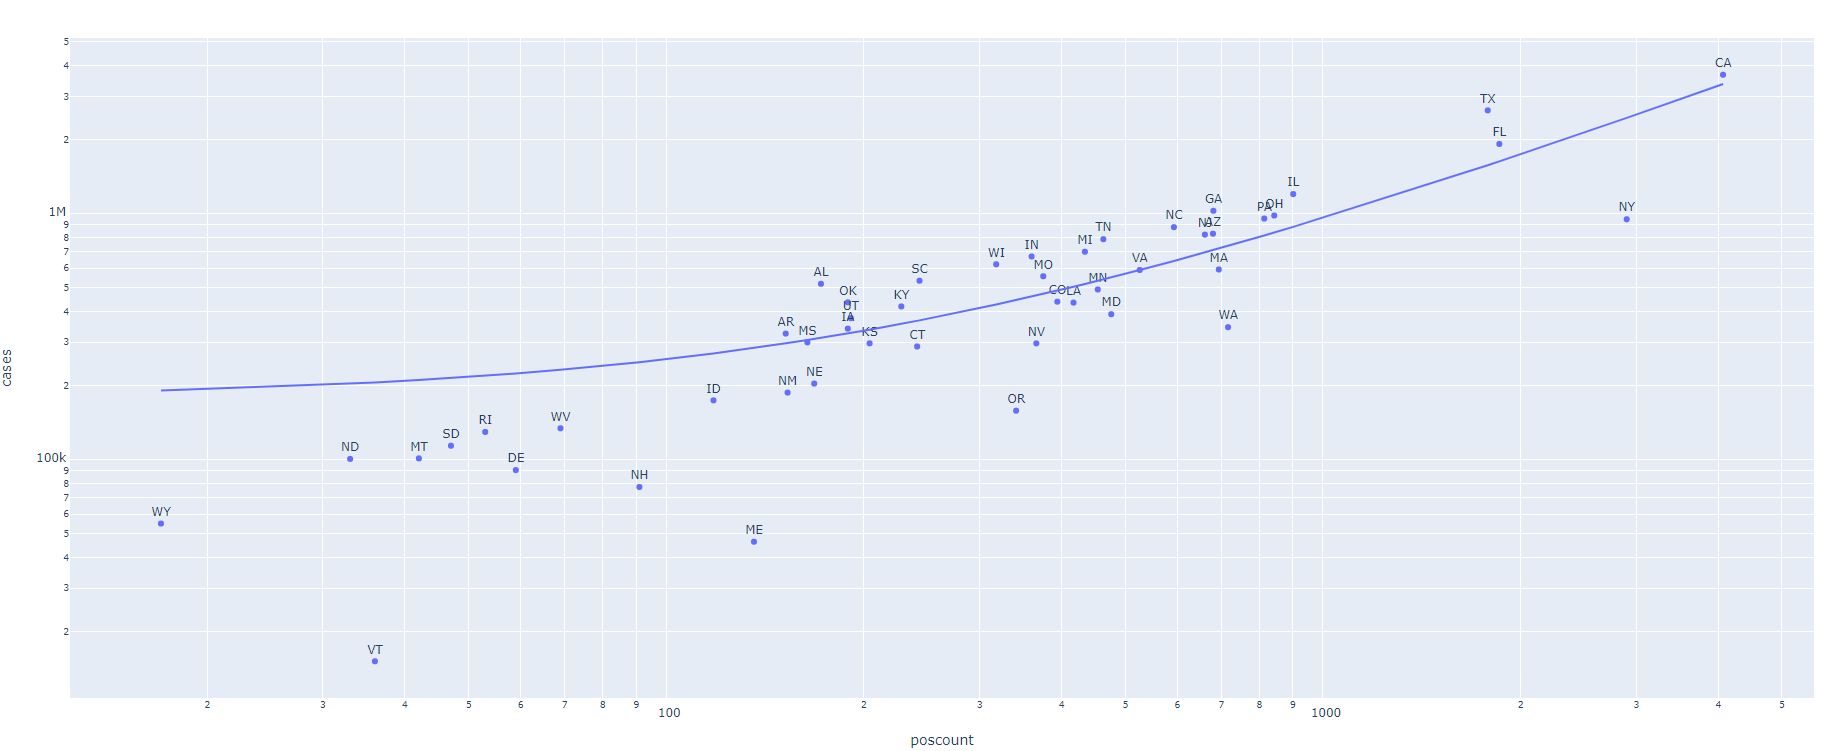 5
4
CA
3
TX
2
FL
IL
1M
GA
PA
OH
NY
9
NC
NJ
AZ
8
TN
7
MI
WI
IN
MO
VA
MA
6
AL
SC
5
OK
KY
CO
LA
MN
MD
4
UT
AR
IA
WA
3
MS
KS
CT
NV
2
ID
NM
NE
OR
RI
WV
ND
MT
SD
100k
DE
9
NH
8
7
WY
6
5
ME
4
3
2
VT
cases
2 3 4 5 6 7 8 9 100 2 3 4 5 6 7 8 9 1000 2 3 4 5
poscount